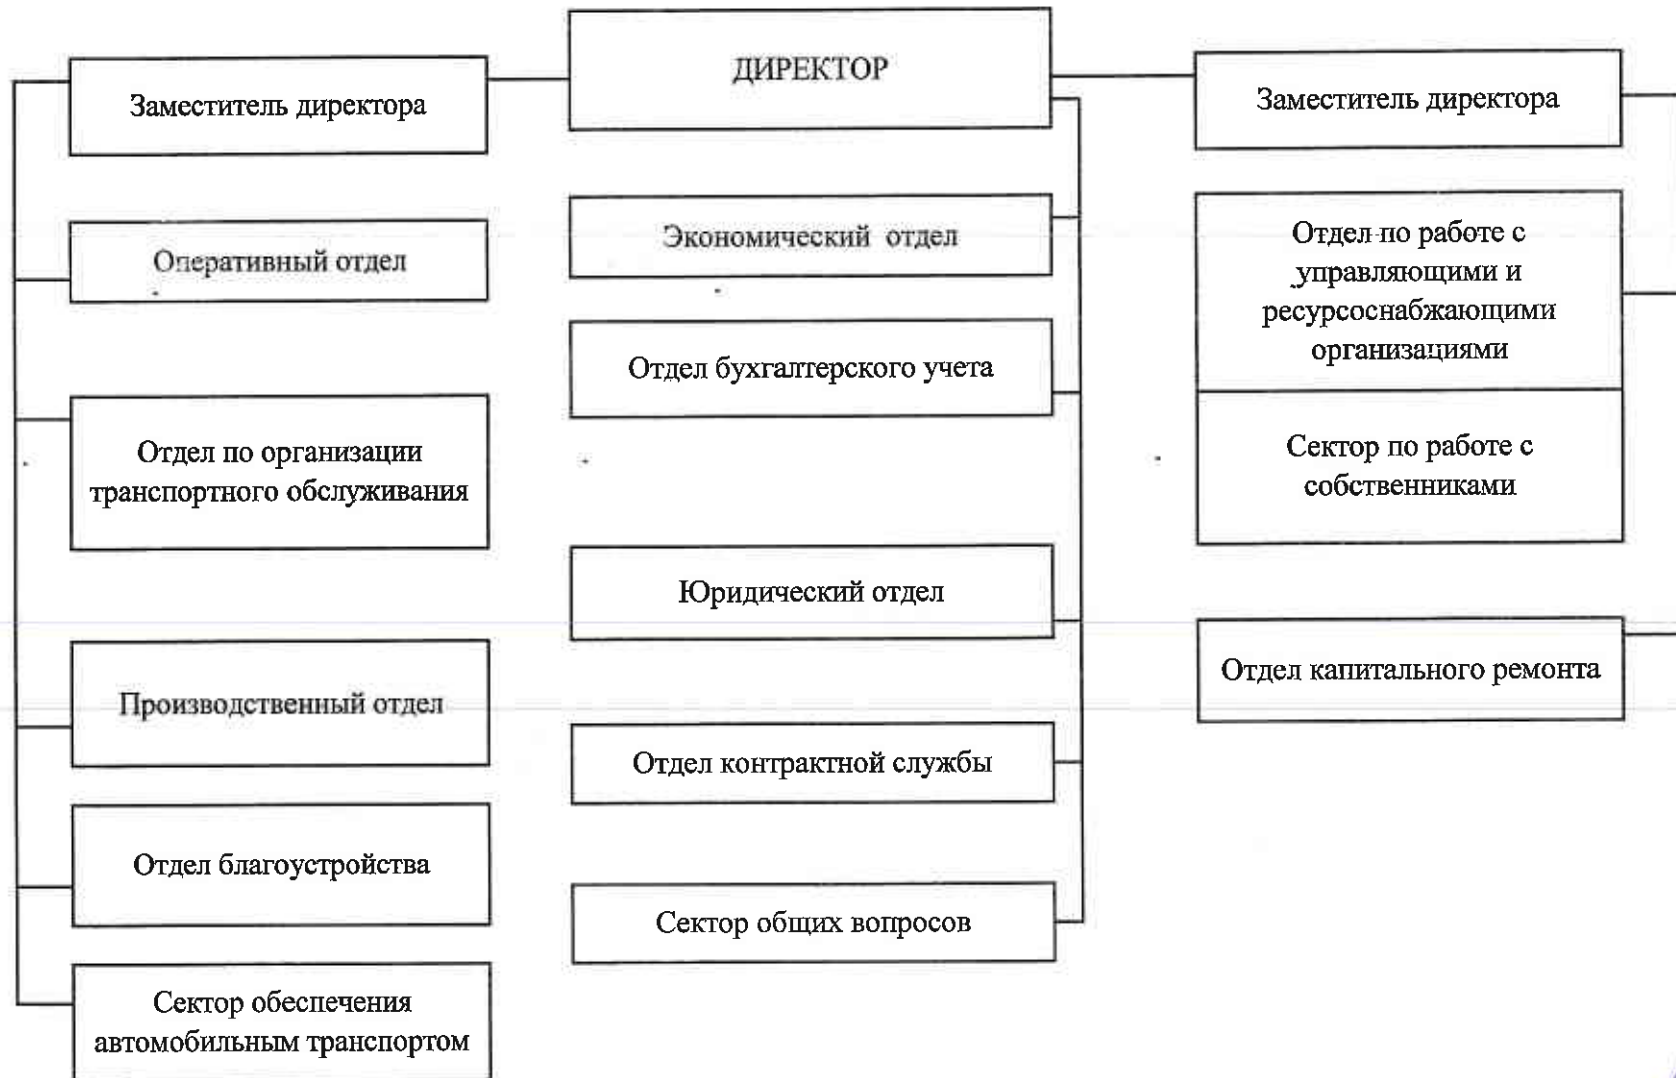 ДИРЕКТОР
Заместитель директора
Оперативный отдел
Отдел по организации
транспортного обслуживания
Производственный отдел
Отдел благоустройства
Сектор обеспечения
автомобильным транспортом
Экономический отдел
Отдел бухгалтерского учета
Юридический отдел
Отдел контрактной службы
Сектор общих вопросов
Заместитель директора
Отдел по работе с
управляющими и
ресурсоснабжающими
организациями
Сектор по работе с
собственниками
Отдел капитального ремонта